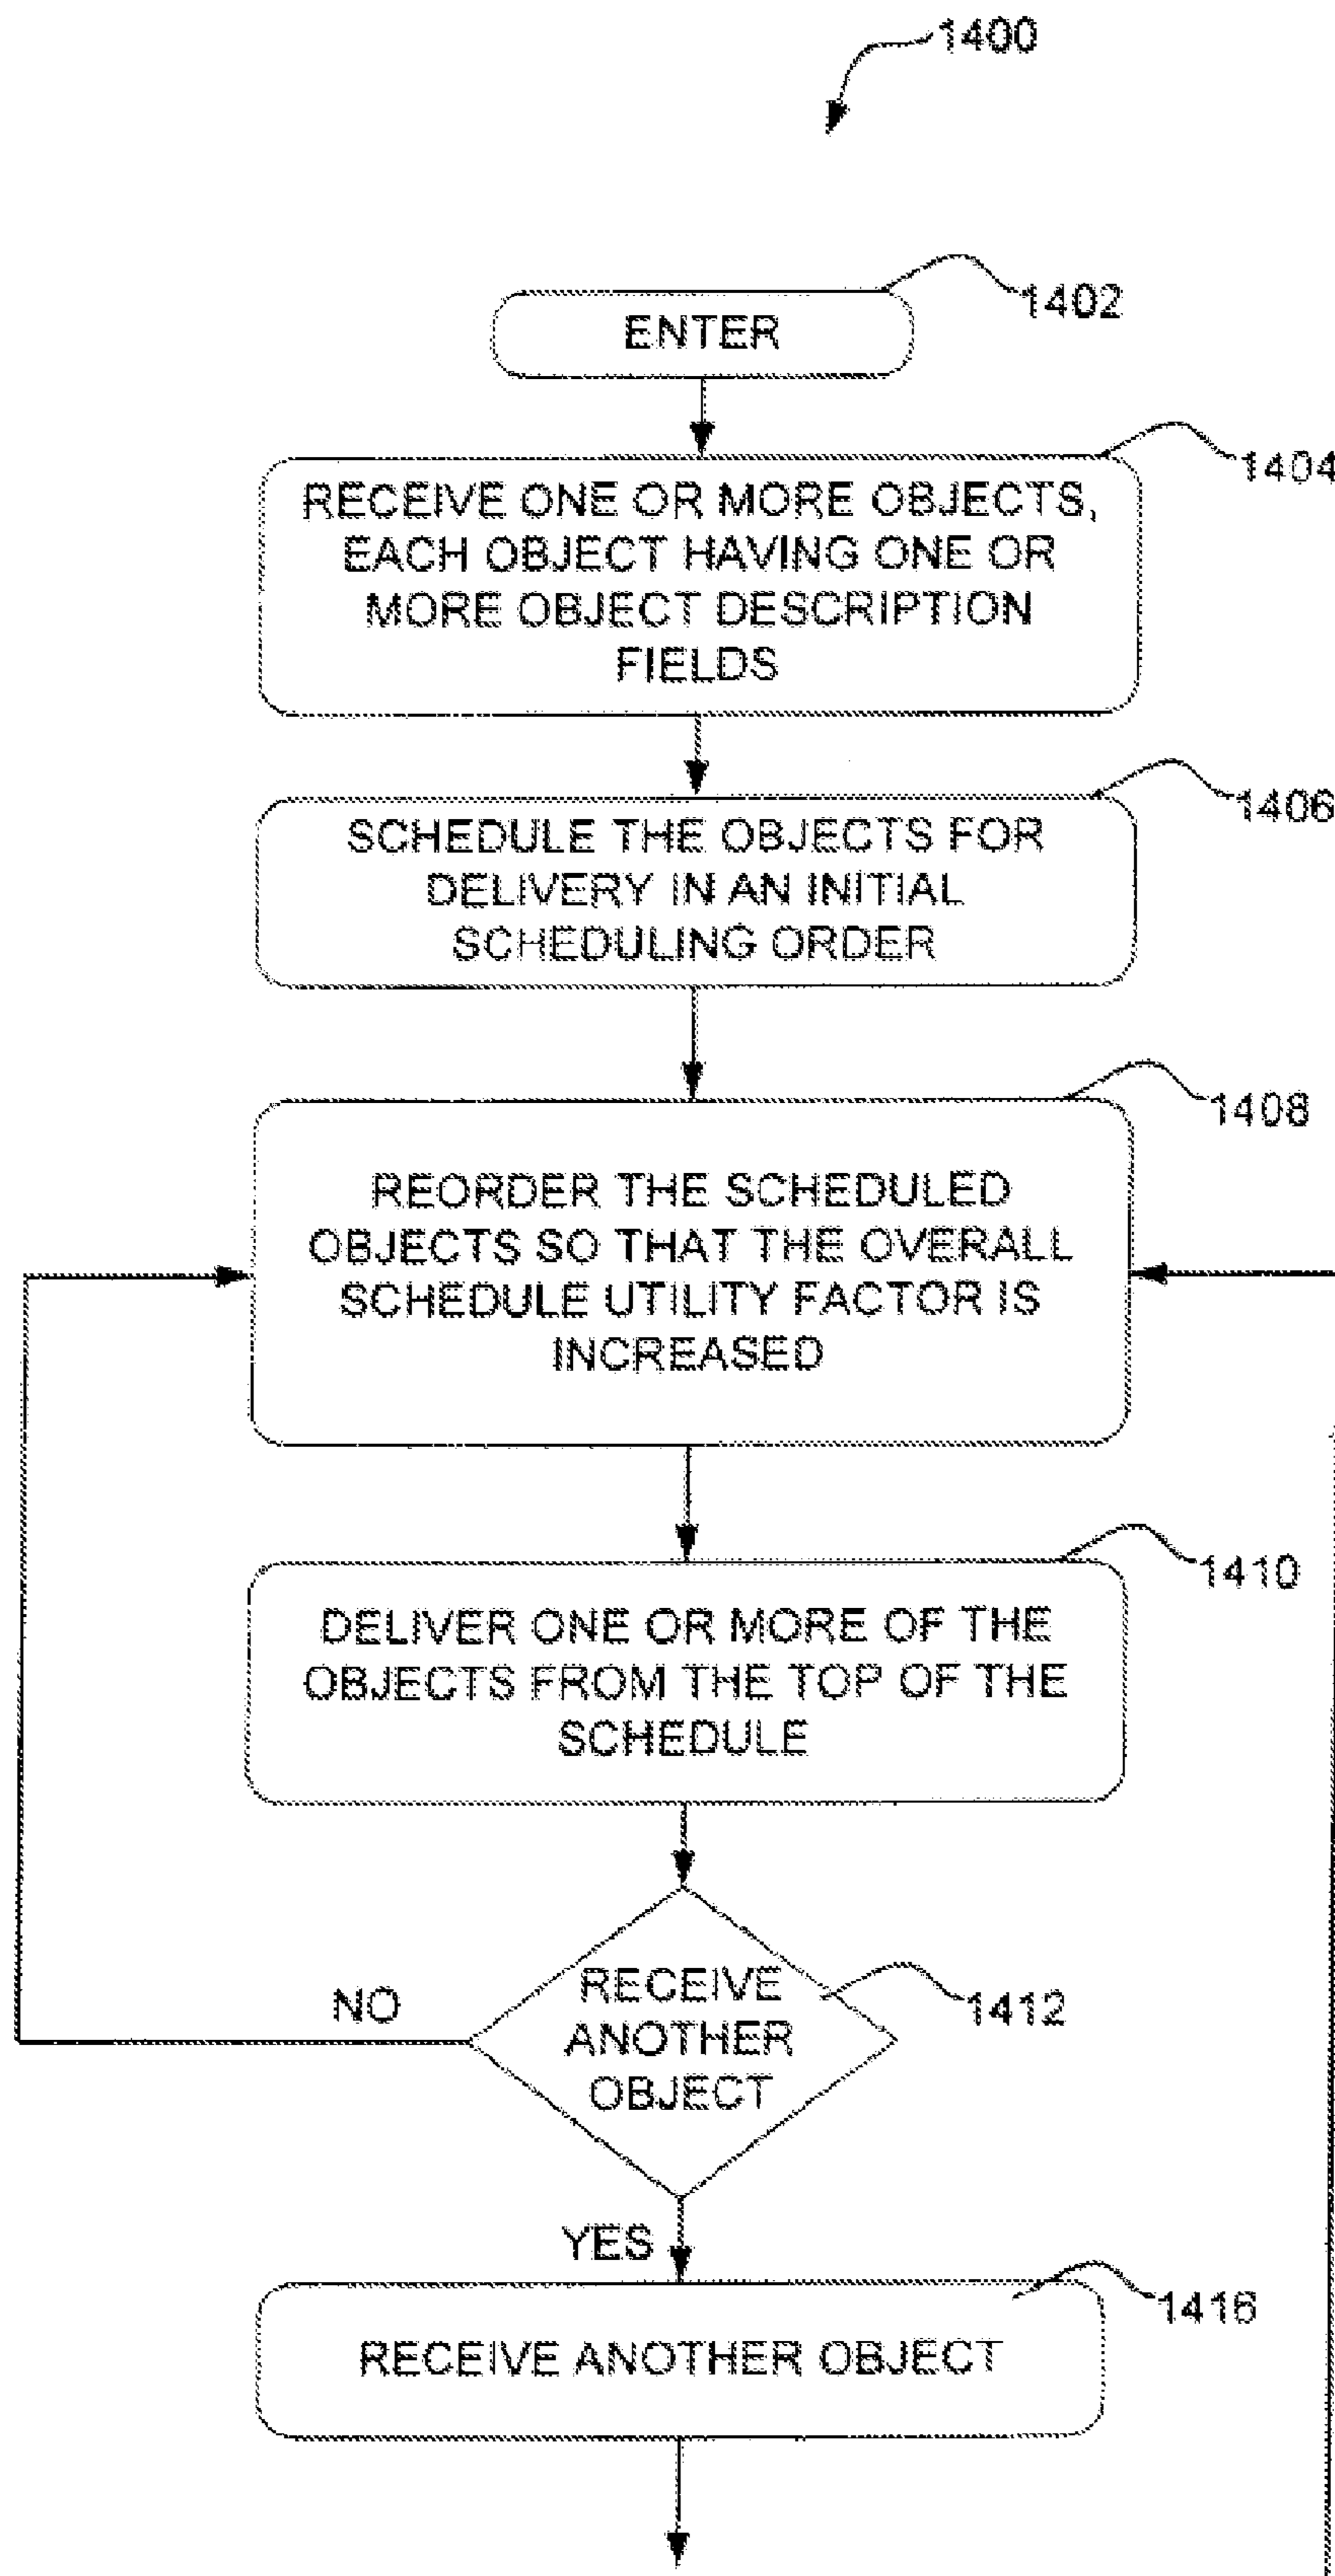 1400
1402
ENTER
1404
RECEIVE ONE OR MORE OBJECTS,
EACH OBJECT HAVING ONE OR
MORE OBJECT DESCRIPTION
FIELDS
1406
SCHEDULE THE OBJECTS FOR
DELIVERY IN AN INITIAL
SCHEDULING ORDER
1408
REORDER THE SCHEDULED
OBJECTS SO THAT THE OVERALL
SCHEDULE UTILITY FACTOR IS
INCREASED
1410
DELIVER ONE OR MORE OF THE
OBJECTS FROM THE TOP OF THE
SCHEDULE
RECEIVE
ANOTHER
OBJECT
1412
NO
YES
1416
RECEIVE ANOTHER OBJECT